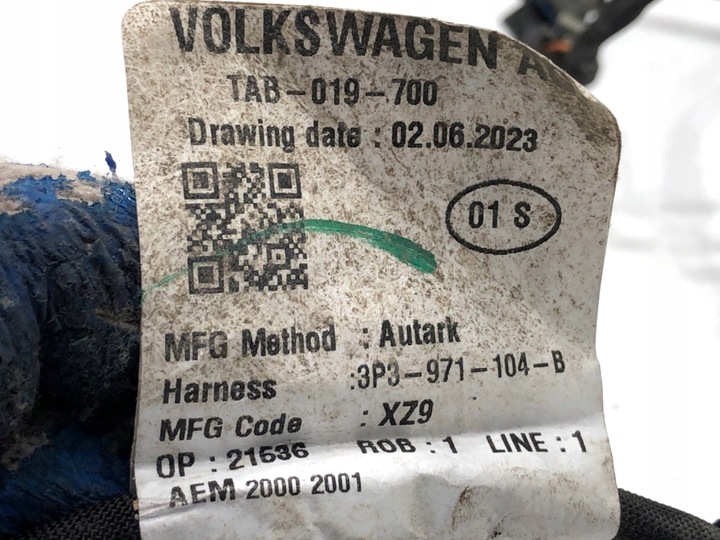 VOLKSWAGEN A
TAB-019-700
Drawing date : 02.06.2023
01 S
MFG Method : Autark
Harness :3P3-971-104-B
MFG Code : XZ9
OP : 21536 ROB : 1 LINE : 1
AEM 2000 2001